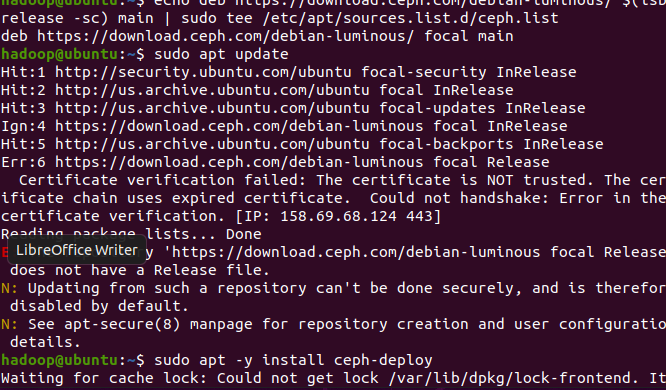 hadoop@ubuntu:~$ echo deb https://download.ceph.com/debian-luminous/ $(lsb
release -sc) main | sudo tee /etc/apt/sources.list.d/ceph.list
deb https://download.ceph.com/debian-luminous/ focal main
hadoop@ubuntu:~$ sudo apt update
Hit:1 http://security.ubuntu.com/ubuntu focal-security InRelease
Hit:2 http://us.archive.ubuntu.com/ubuntu focal InRelease
Hit:3 http://us.archive.ubuntu.com/ubuntu focal-updates InRelease
Ign:4 https://download.ceph.com/debian-luminous focal InRelease
Hit:5 http://us.archive.ubuntu.com/ubuntu focal-backports InRelease
Err:6 https://download.ceph.com/debian-luminous focal Release
Certificate verification failed: The certificate is NOT trusted. The cer
ificate chain uses expired certificate.  Could not handshake: Error in the
certificate verification. [IP: 158.69.68.124 443]
Reading package lists... Done
LibreOffice Writer
y 'https://download.ceph.com/debian-luminous focal Release
does not have a Release file.
N: Updating from such a repository can't be done securely, and is therefor
disabled by default.
N: See apt-secure(8) manpage for repository creation and user configuratio
details.
hadoop@ubuntu:~$ sudo apt -y install ceph-deploy
Waiting for cache lock: Could not get lock /var/lib/dpkg/lock-frontend. It